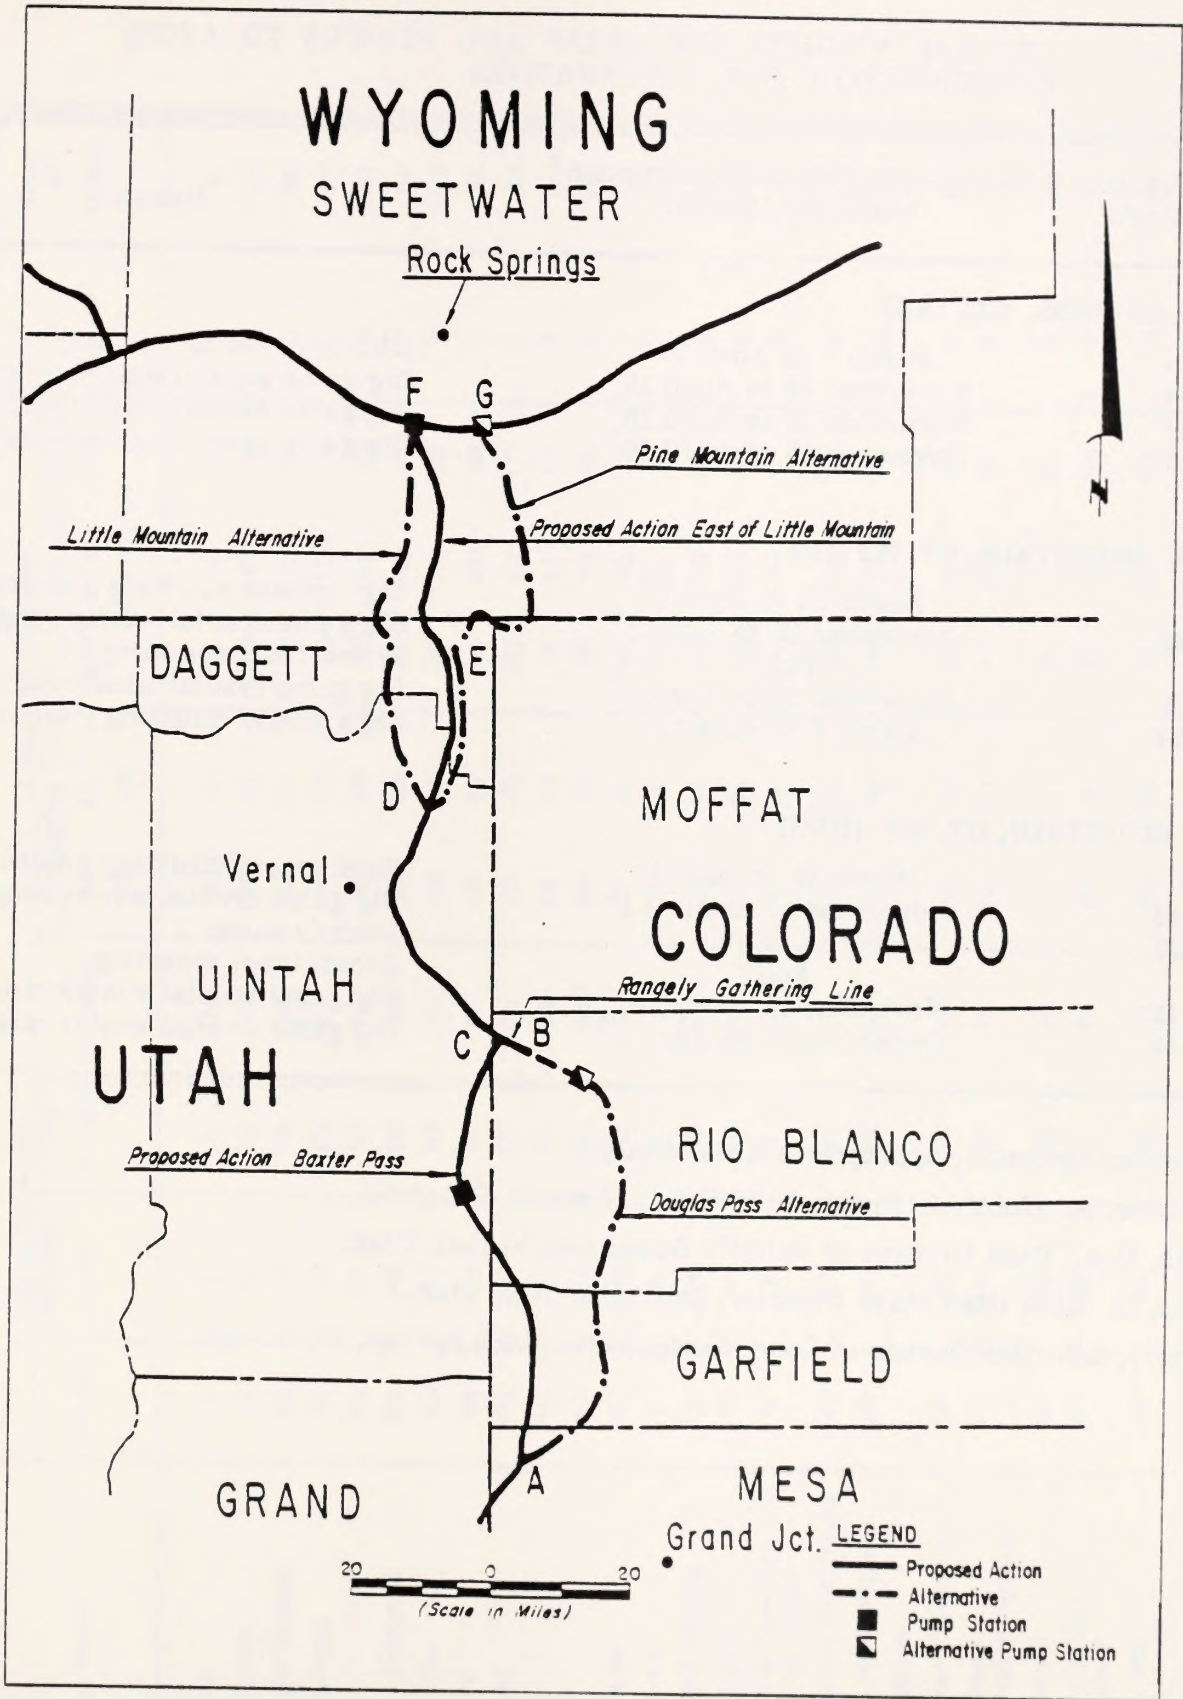 WYOMING
SWEETWATER
Rock Springs
F G
Pine Mountain Alternative
Little Mountain Alternative
Proposed Action East of Little Mountain
N
DAGGETT
E
D
MOFFAT
Vernal
COLORADO
UINTAH
Rangely Gathering Line
C B
UTAH
RIO BLANCO
Proposed Action Baxter Pass
Douglas Pass Alternative
GARFIELD
A
GRAND
MESA
Grand Jct.
LEGEND
Proposed Action
Alternative
Pump Station
Alternative Pump Station
20 0 20
(Scale in Miles)